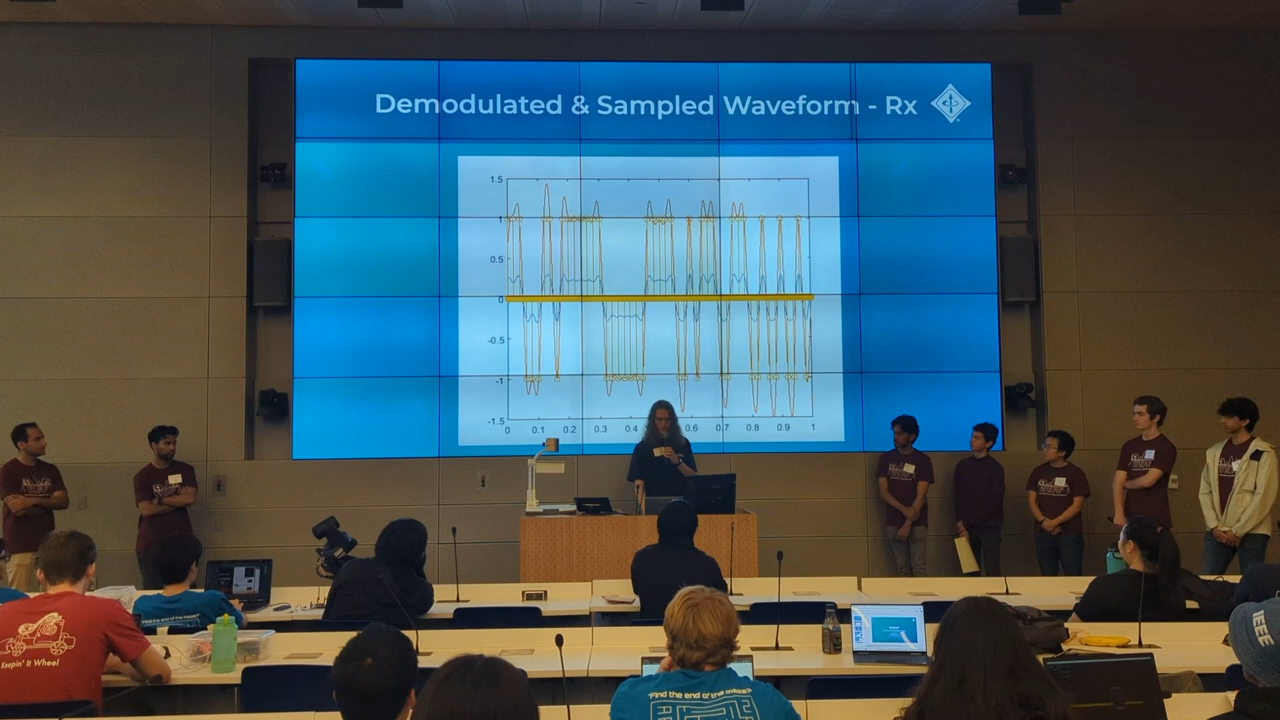 Demodulated & Sampled Waveform - Rx
1.5
1
0.5
0
-0.5
-1
-1.5
0 0.1 0.2 0.3 0.4 0.6 0.7 0.8 0.9 1
Keepin' It Wheel
"Find the end of the maze?
IEEE